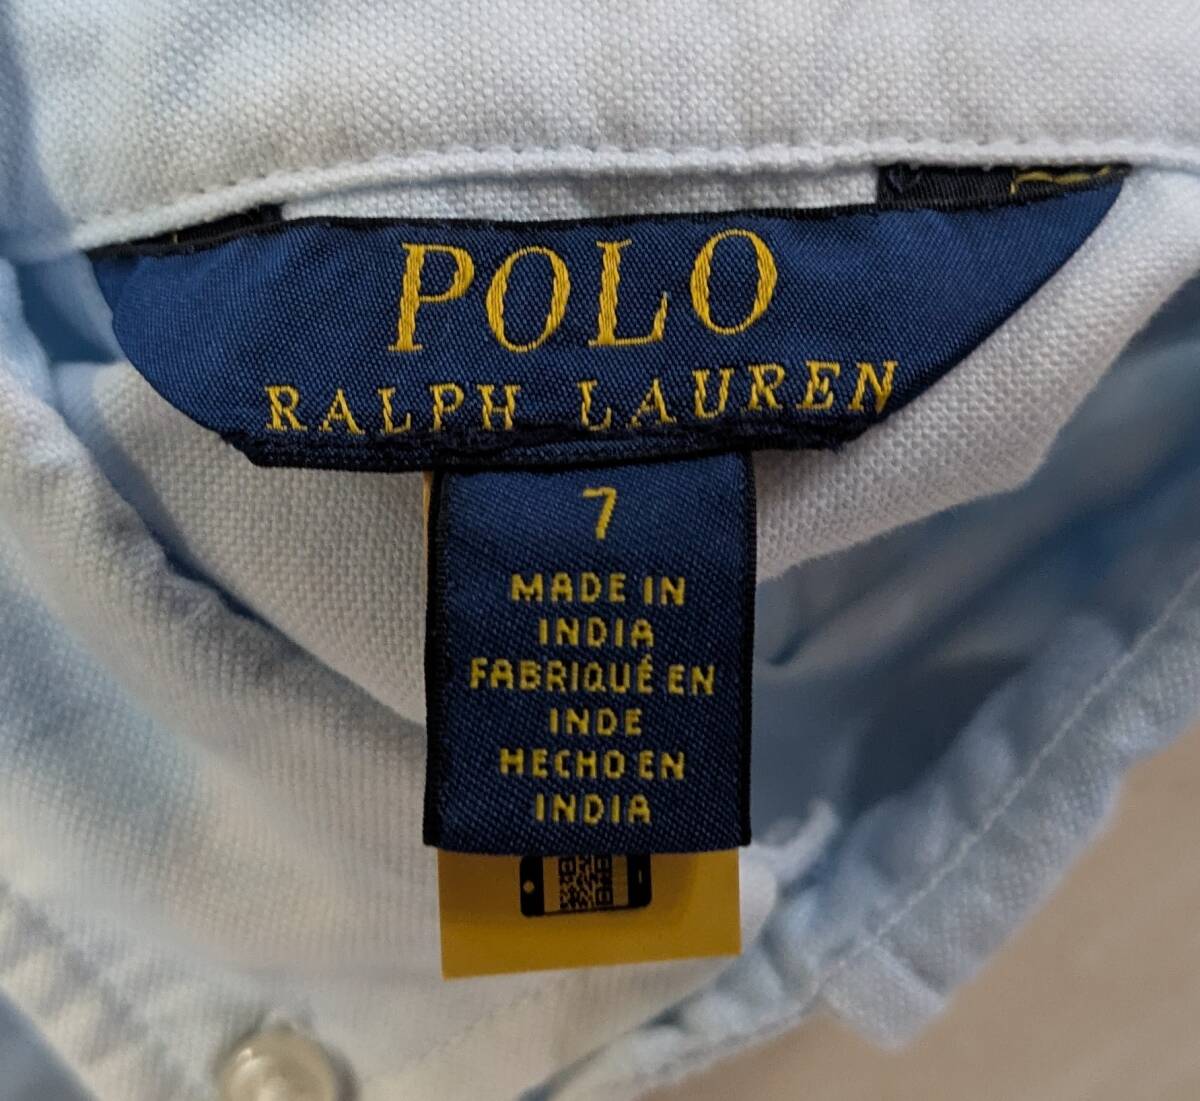 POLO
RALPH LAUREN
7
MADE IN
INDIA
FABRIQUÉ EN
INDE
HECHO EN
INDIA